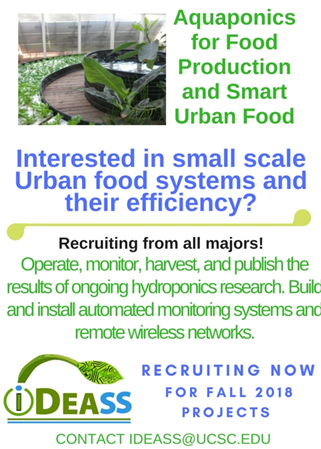 Aquaponics
for Food
Production
and Smart
Urban Food
Interested in small scale
Urban food systems and
their efficiency?
Recruiting from all majors!
Operate, monitor, harvest, and publish the
results of ongoing hydroponics research. Build
and install automated monitoring systems and
remote wireless networks.
iDEASS
RECRUITING NOW
FOR FALL 2018
PROJECTS
CONTACT IDEASS@UCSC.EDU